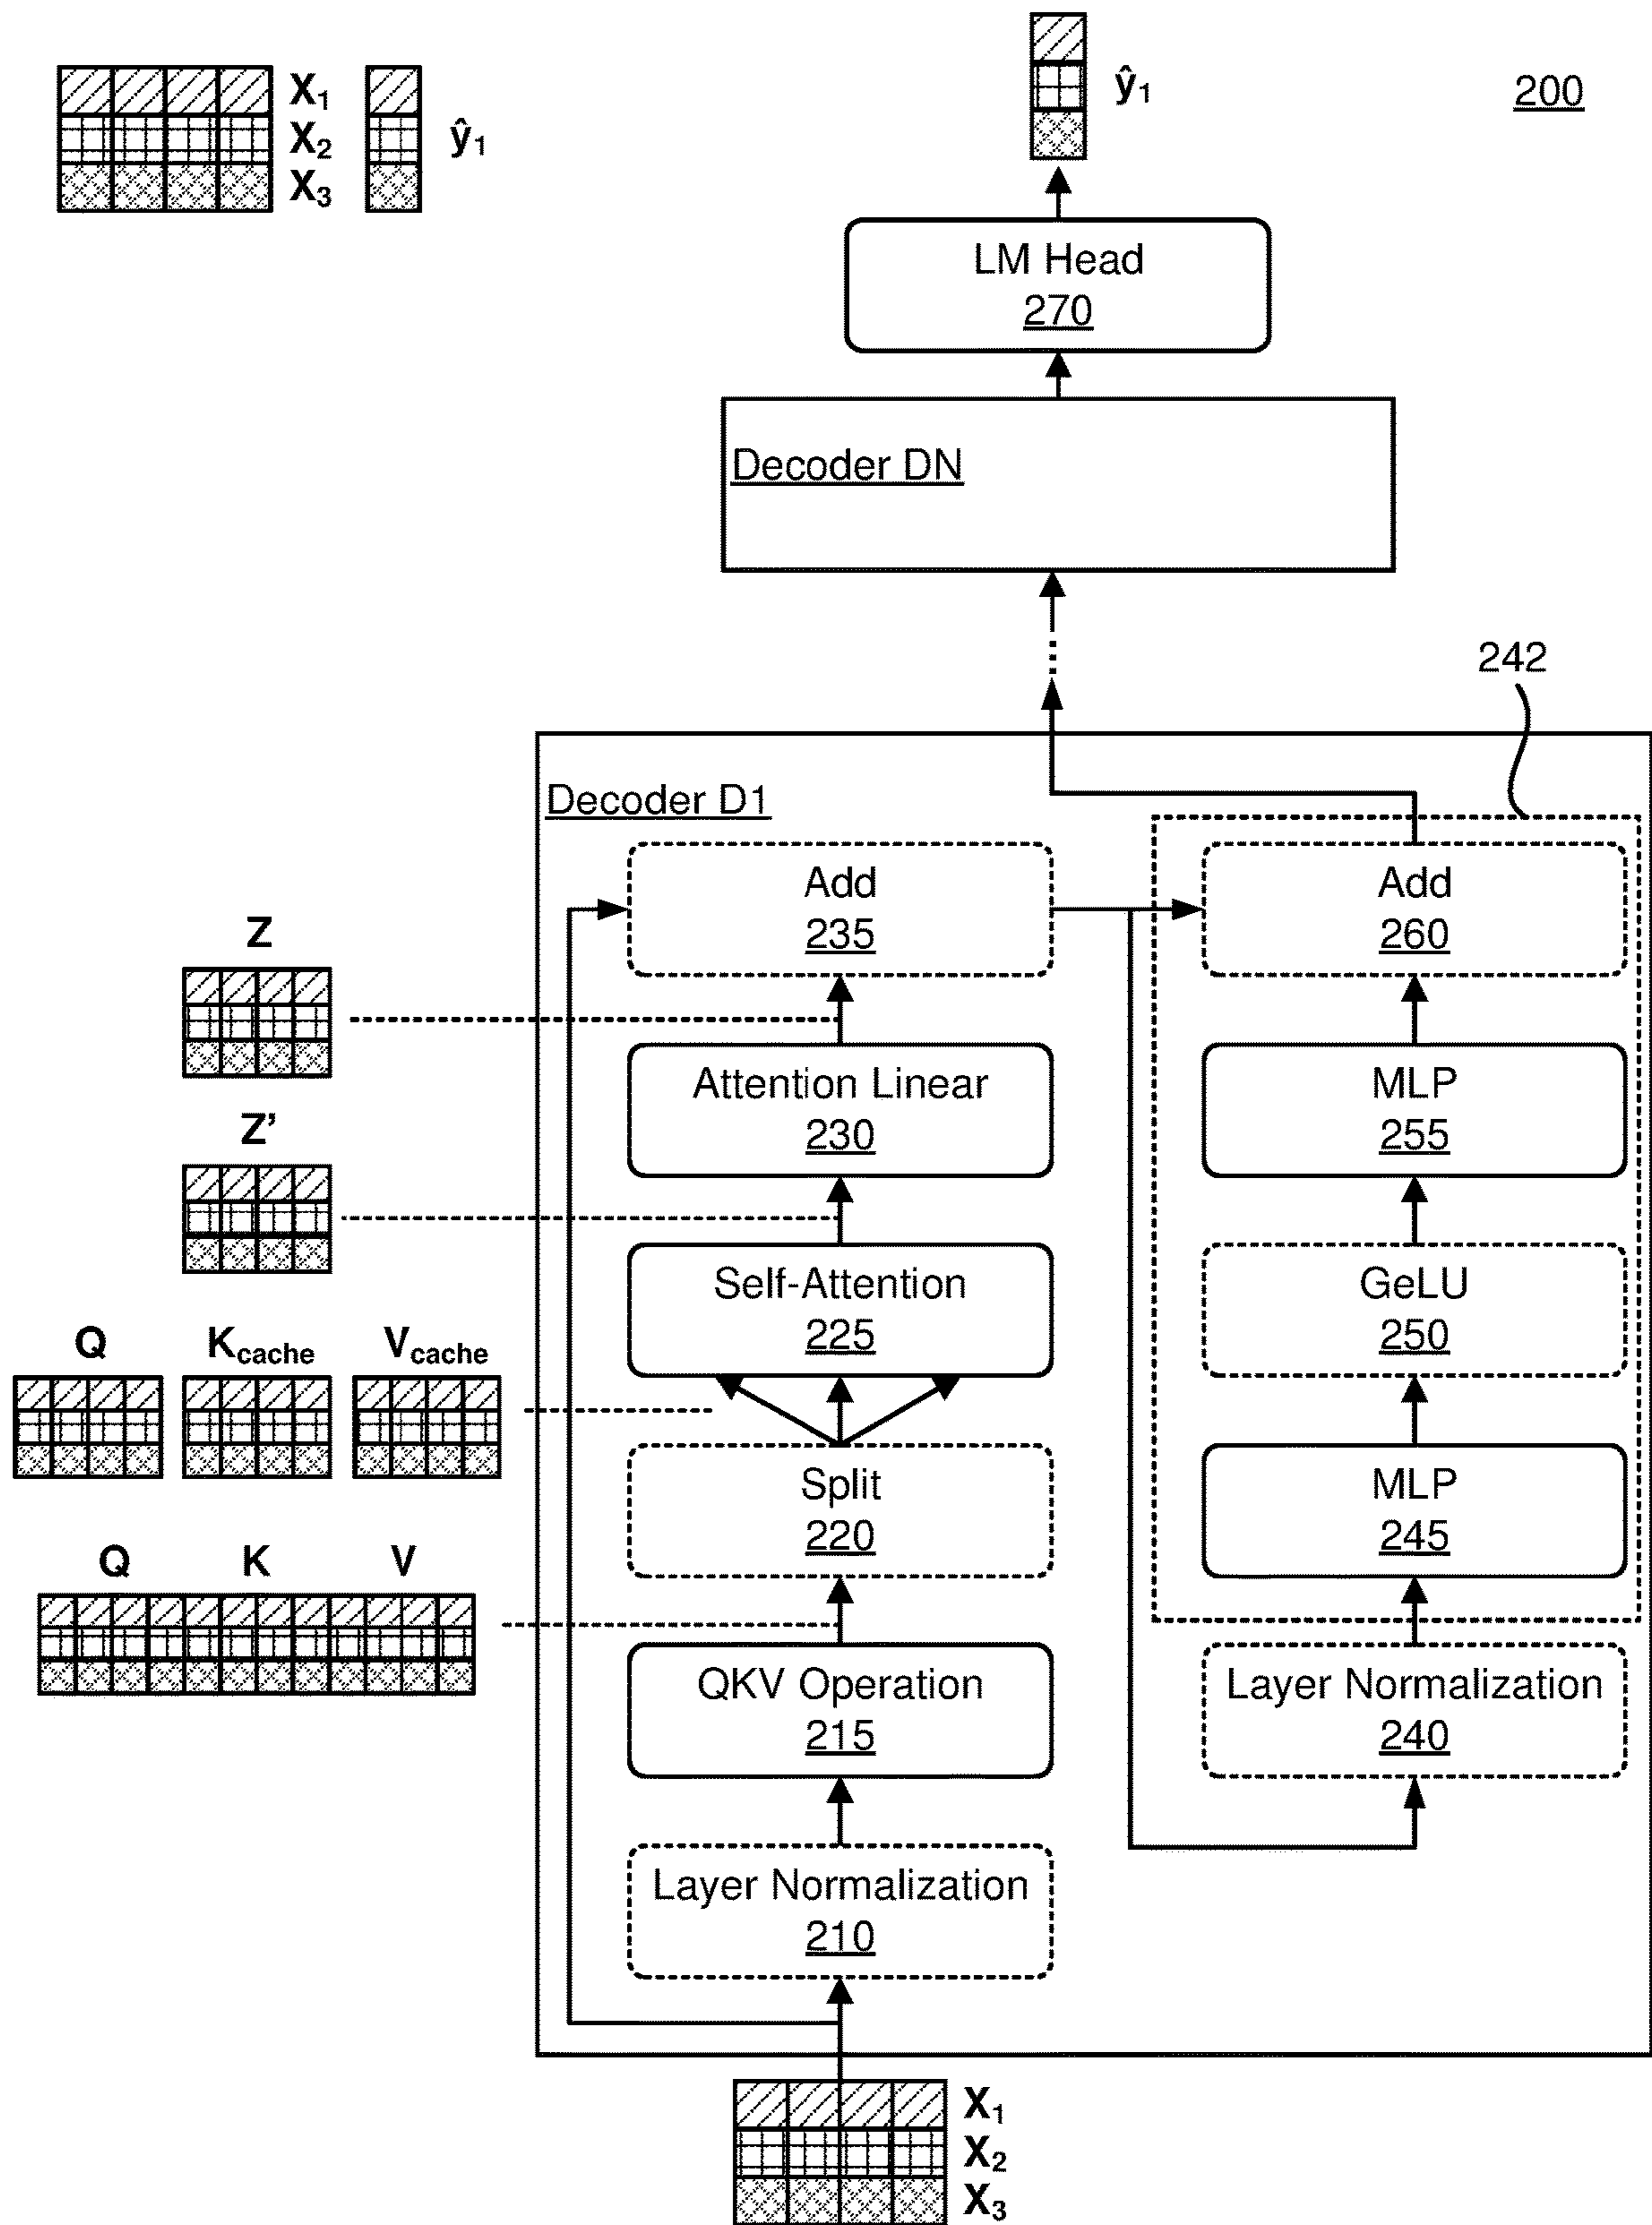 X₁
X₂
X₃
ŷ₁
ŷ₁
200
LM Head
270
Decoder DN
242
Decoder D1
Add
235
Add
260
Z
Attention Linear
230
MLP
255
Z’
Self-Attention
225
GeLU
250
Q Kcache Vcache
Split
220
MLP
245
Q K V
QKV Operation
215
Layer Normalization
240
Layer Normalization
210
X₁
X₂
X₃